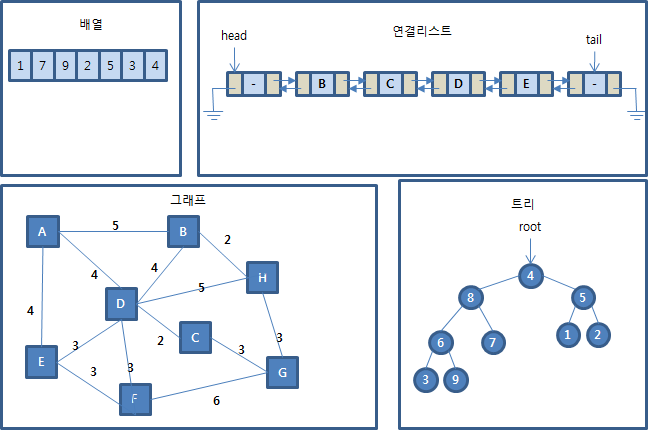 배열
1 7 9 2 5 3 4
연결리스트
head
tail
- B C D E -
그래프
A 5 B
2
4 4 H
5
D
4
2 C
3 3 3
E
3 3 G
F 6
트리
root
4
8 5
6 7 1 2
3 9